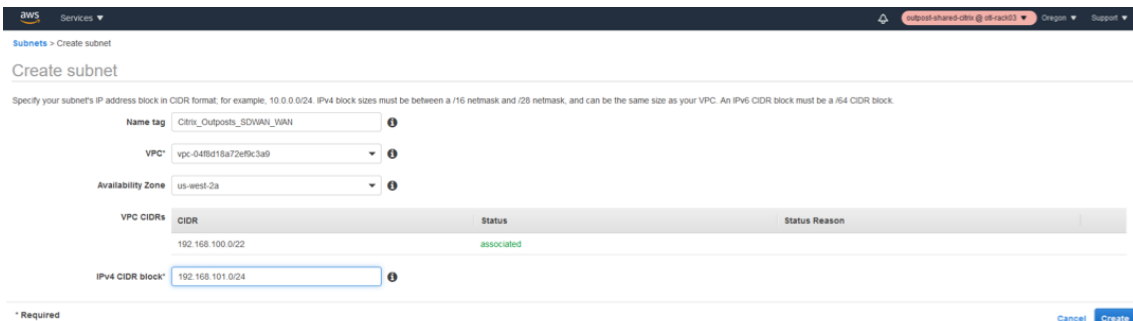 aws Services outpost-shared-citrix @ otl-rack03 Oregon Support
Subnets > Create subnet
Create subnet
Specify your subnet's IP address block in CIDR format; for example, 10.0.0.0/24. IPv4 block sizes must be between a /16 netmask and /28 netmask, and can be the same size as your VPC. An IPv6 CIDR block must be a /64 CIDR block.
Name tag Citrix_Outposts_SDWAN_WAN
VPC* vpc-04f8d18a72ef9c3a9
Availability Zone us-west-2a
VPC CIDRs CIDR Status Status Reason
192.168.100.0/22 associated
IPv4 CIDR block* 192.168.101.0/24
* Required Cancel Create